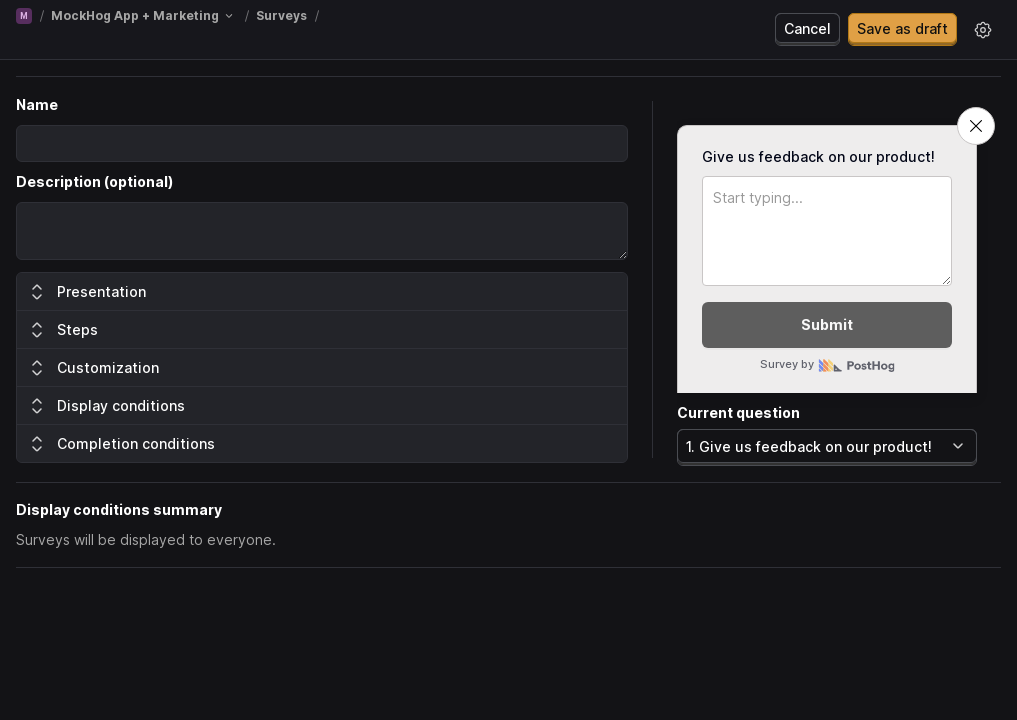 M / MockHog App + Marketing / Surveys /
Cancel
Save as draft
Name
Description (optional)
Presentation
Steps
Customization
Display conditions
Completion conditions
Give us feedback on our product!
Start typing...
Submit
Survey by PostHog
Current question
1. Give us feedback on our product!
Display conditions summary
Surveys will be displayed to everyone.